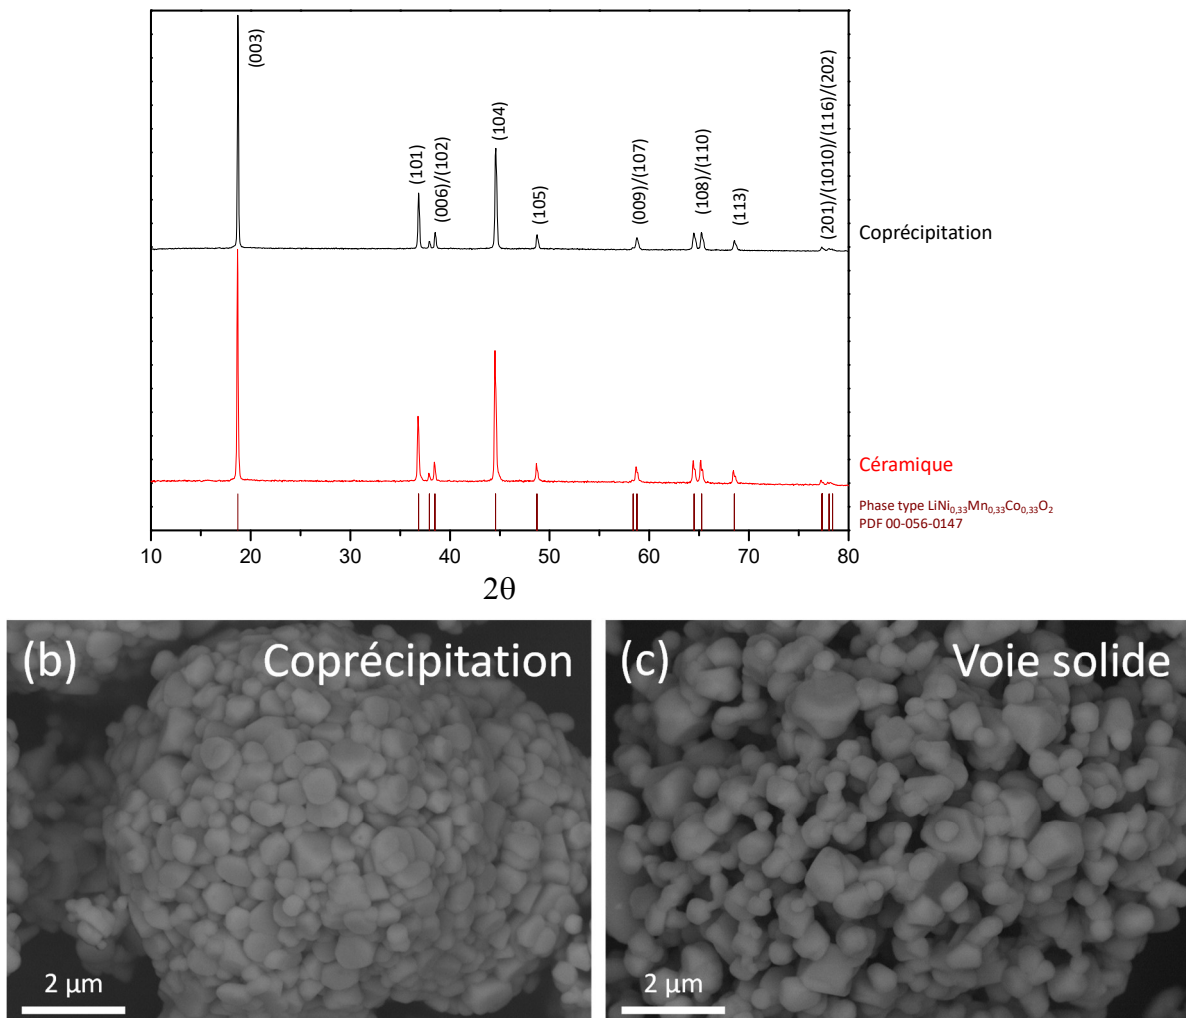 (003)
(101)
(006)/(102)
(104)
(105)
(009)/(107)
(108)/(110)
(113)
(201)/(1010)/(116)/(202)
Coprécipitation
Céramique
Phase type LiNi0,33Mn0,33Co0,33O2
PDF 00-056-0147
10 20 30 40 50 60 70 80
2θ
(b) Coprécipitation
2 µm
(c) Voie solide
2 µm